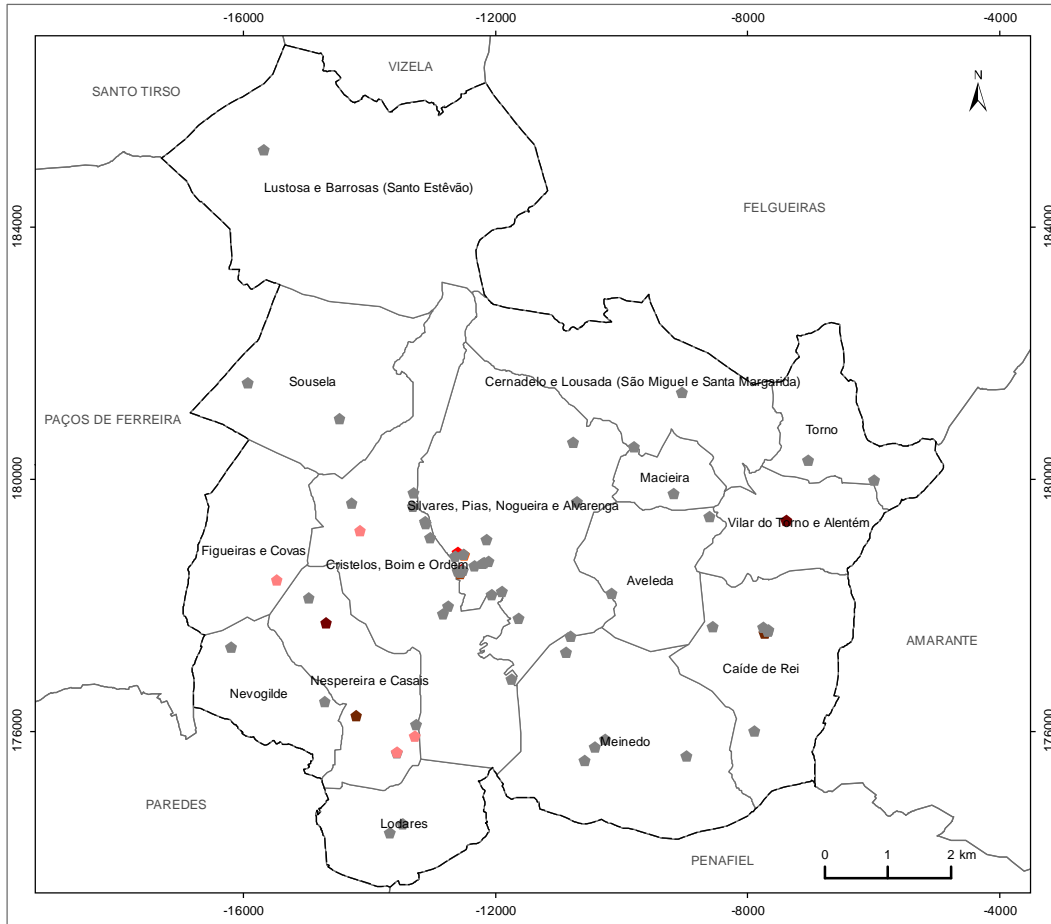 -16000
-12000
-8000
-4000
VIZELA
SANTO TIRSO
N
Lustosa e Barrosas (Santo Estêvão)
FELGUEIRAS
184000
184000
Sousela
Cernadelo e Lousada (São Miguel e Santa Margarida)
PAÇOS DE FERREIRA
Torno
Macieira
180000
180000
Silvares, Pias, Nogueira e Alvarenga
Vilar do Torno e Alentém
Figueiras e Covas
Cristelos, Boim e Ordem
Aveleda
AMARANTE
Caíde de Rei
Nespereira e Casais
Nevogilde
176000
176000
Meinedo
PAREDES
Lodares
PENAFIEL
0
1
2 km
-16000
-12000
-8000
-4000